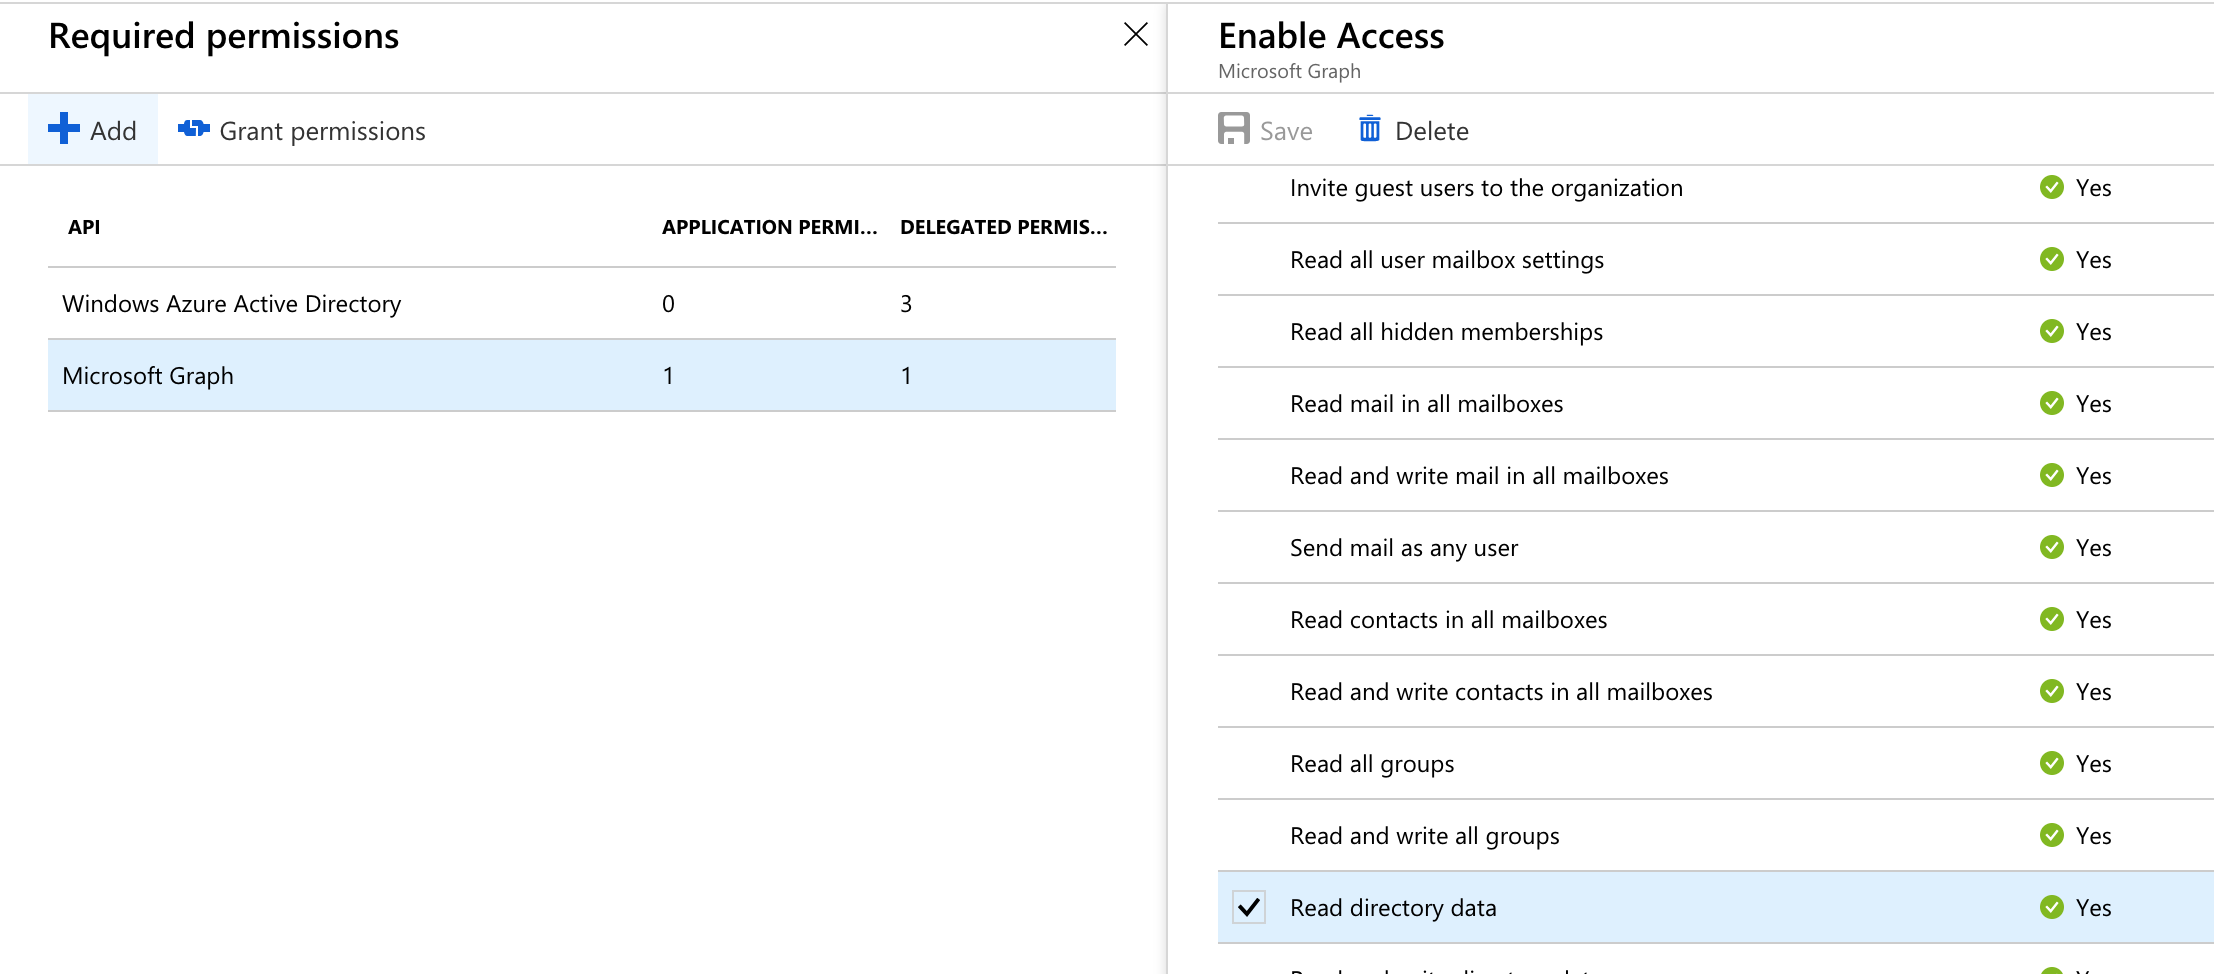 Required permissions
Add
Grant permissions
API
APPLICATION PERMI...
DELEGATED PERMIS...
Windows Azure Active Directory
0
3
Microsoft Graph
1
1
Enable Access
Microsoft Graph
Save
Delete
Invite guest users to the organization
Yes
Read all user mailbox settings
Yes
Read all hidden memberships
Yes
Read mail in all mailboxes
Yes
Read and write mail in all mailboxes
Yes
Send mail as any user
Yes
Read contacts in all mailboxes
Yes
Read and write contacts in all mailboxes
Yes
Read all groups
Yes
Read and write all groups
Yes
Read directory data
Yes